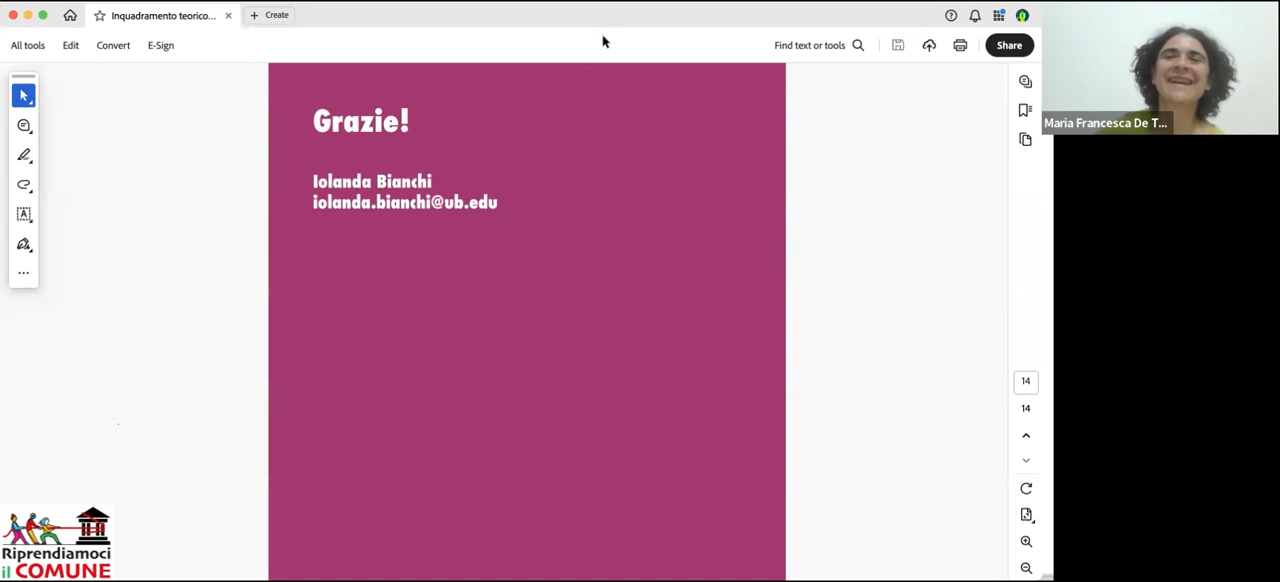 Inquadramento teorico...
Create
All tools
Edit
Convert
E-Sign
Find text or tools
Share
Maria Francesca De T...
Grazie!
Iolanda Bianchi
iolanda.bianchi@ub.edu
14
14
Riprendiamoci
il COMUNE